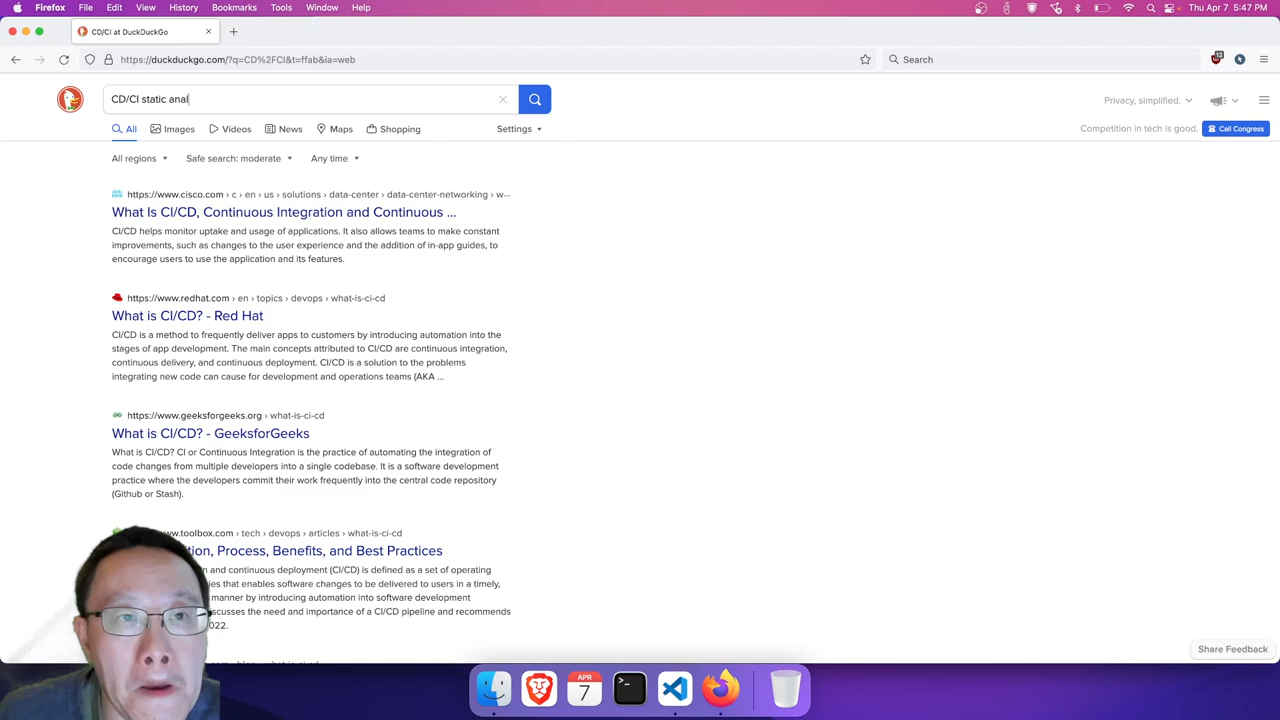 Firefox File Edit View History Bookmarks Tools Window Help
Thu Apr 7 5:47 PM
CD/CI at DuckDuckGo
https://duckduckgo.com/?q=CD%2FCI&t=ffab&ia=web
Search
12
CD/CI static anal
Privacy, simplified.
All Images Videos News Maps Shopping Settings
Competition in tech is good. Call Congress
All regions Safe search: moderate Any time
https://www.cisco.com › c › en › us › solutions › data-center › data-center-networking › w...
What Is CI/CD, Continuous Integration and Continuous ...
CI/CD helps monitor uptake and usage of applications. It also allows teams to make constant
improvements, such as changes to the user experience and the addition of in-app guides, to
encourage users to use the application and its features.
https://www.redhat.com › en › topics › devops › what-is-ci-cd
What is CI/CD? - Red Hat
CI/CD is a method to frequently deliver apps to customers by introducing automation into the
stages of app development. The main concepts attributed to CI/CD are continuous integration,
continuous delivery, and continuous deployment. CI/CD is a solution to the problems
integrating new code can cause for development and operations teams (AKA ...
https://www.geeksforgeeks.org › what-is-ci-cd
What is CI/CD? - GeeksforGeeks
What is CI/CD? CI or Continuous Integration is the practice of automating the integration of
code changes from multiple developers into a single codebase. It is a software development
practice where the developers commit their work frequently into the central code repository
(Github or Stash).
.toolbox.com › tech › devops › articles › what-is-ci-cd
Process, Benefits, and Best Practices
and continuous deployment (CI/CD) is defined as a set of operating
that enables software changes to be delivered to users in a timely,
manner by introducing automation into software development
the need and importance of a CI/CD pipeline and recommends
Share Feedback
APR
7